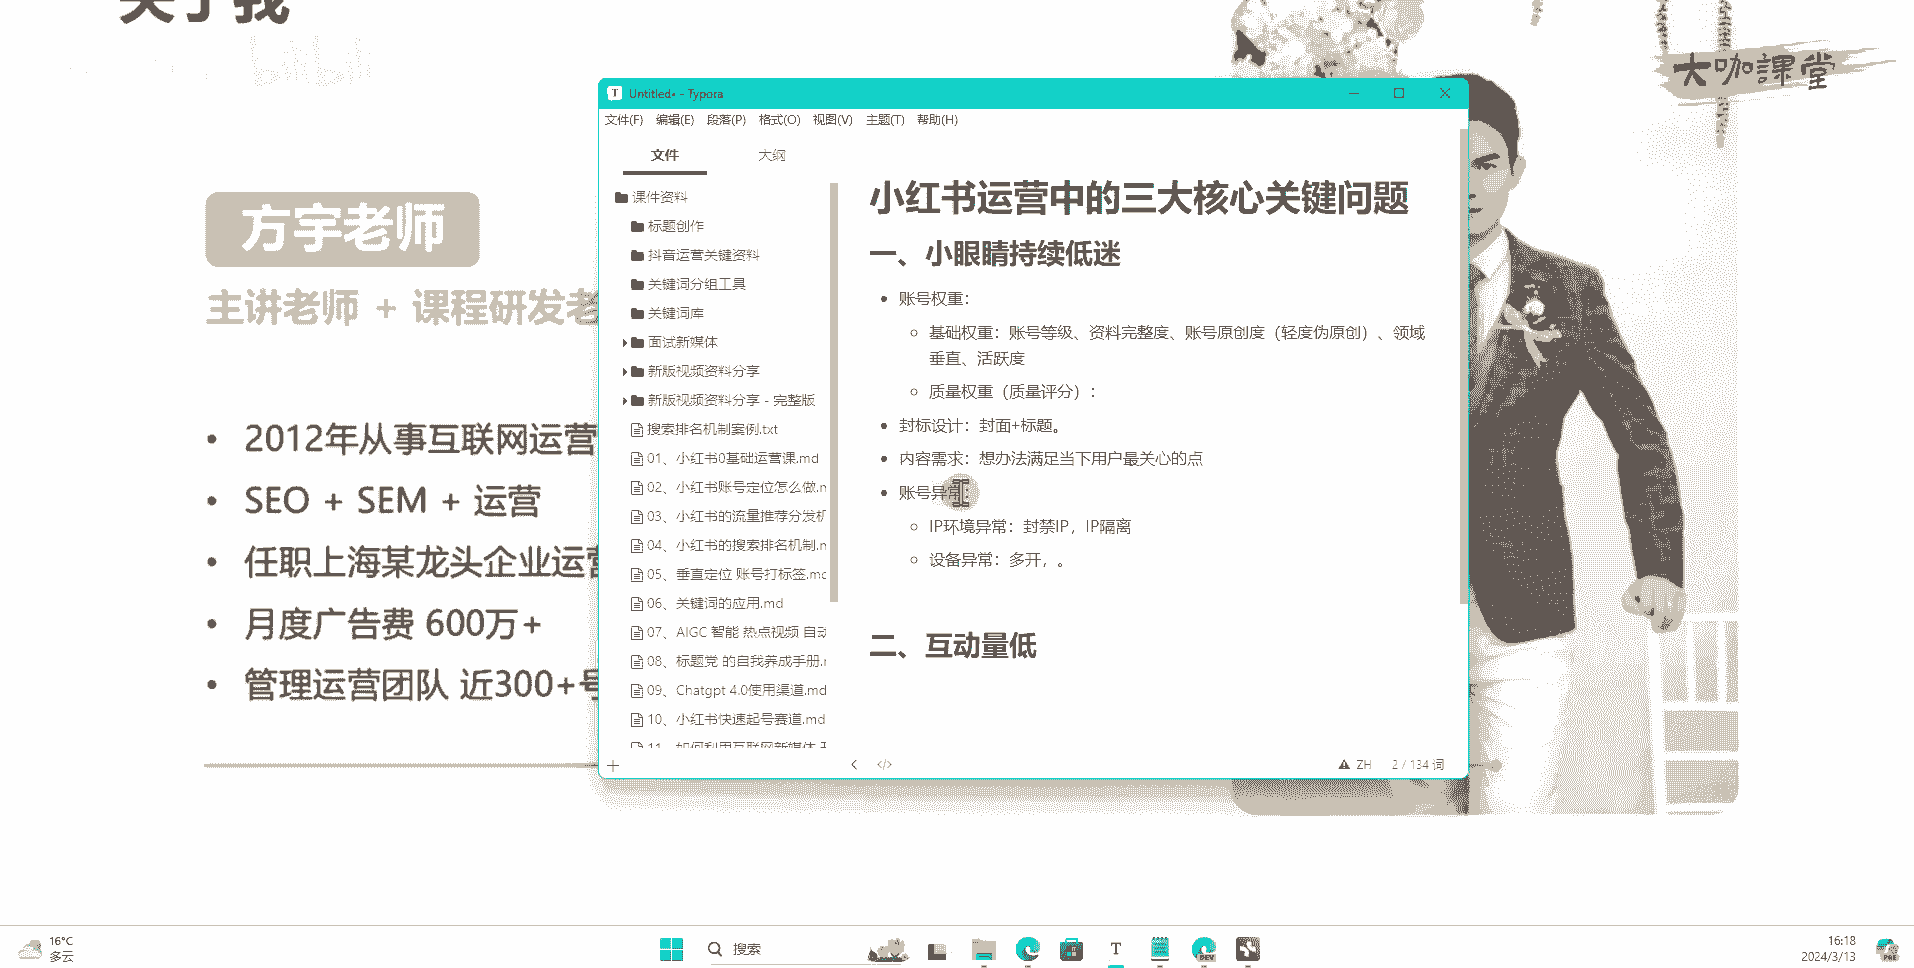 关于我
bilibili
大咖課堂
方宇老师
主讲老师 + 课程研发老
2012年从事互联网运营
SEO + SEM + 运营
任职上海某龙头企业运营
月度广告费 600万+
管理运营团队 近300+号
Untitled• - Typora
文件(F) 编辑(E) 段落(P) 格式(O) 视图(V) 主题(T) 帮助(H)
文件 大纲
课件资料
标题创作
抖音运营关键资料
关键词分组工具
关键词库
面试新媒体
新版视频资料分享
新版视频资料分享 - 完整版
搜索排名机制案例.txt
01、小红书0基础运营课.md
02、小红书账号定位怎么做.m
03、小红书的流量推荐分发机
04、小红书的搜索排名机制.m
05、垂直定位 账号打标签.md
06、关键词的应用.md
07、AIGC 智能 热点视频 自动
08、标题党 的自我养成手册.m
09、Chatgpt 4.0使用渠道.md
10、小红书快速起号赛道.md
11、如何利用互联网新媒体
小红书运营中的三大核心关键问题
一、小眼睛持续低迷
账号权重：
基础权重：账号等级、资料完整度、账号原创度（轻度伪原创）、领域
垂直、活跃度
质量权重（质量评分）：
封标设计：封面+标题。
内容需求：想办法满足当下用户最关心的点
账号异常：
IP环境异常：封禁IP，IP隔离
设备异常：多开，。
二、互动量低
ZH 2 / 134 词
16°C
多云
搜索
16:18
2024/3/13